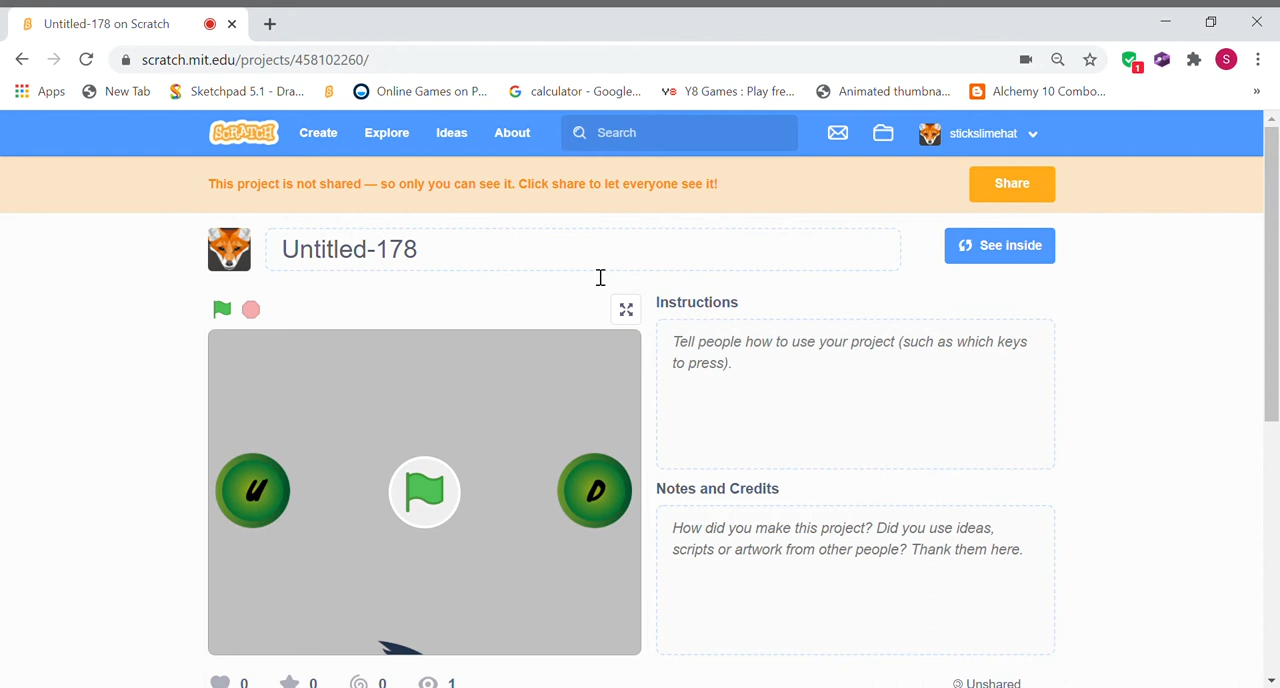 Untitled-178 on Scratch
scratch.mit.edu/projects/458102260/
1
S
Apps
New Tab
Sketchpad 5.1 - Dra...
Online Games on P...
calculator - Google...
Y8 Games : Play fre...
Animated thumbna...
Alchemy 10 Combo...
»
SCRATCH
Create
Explore
Ideas
About
Search
stickslimehat
This project is not shared — so only you can see it. Click share to let everyone see it!
Share
Untitled-178
See inside
Instructions
Tell people how to use your project (such as which keys
to press).
U
D
Notes and Credits
How did you make this project? Did you use ideas,
scripts or artwork from other people? Thank them here.
0
0
0
1
Unshared